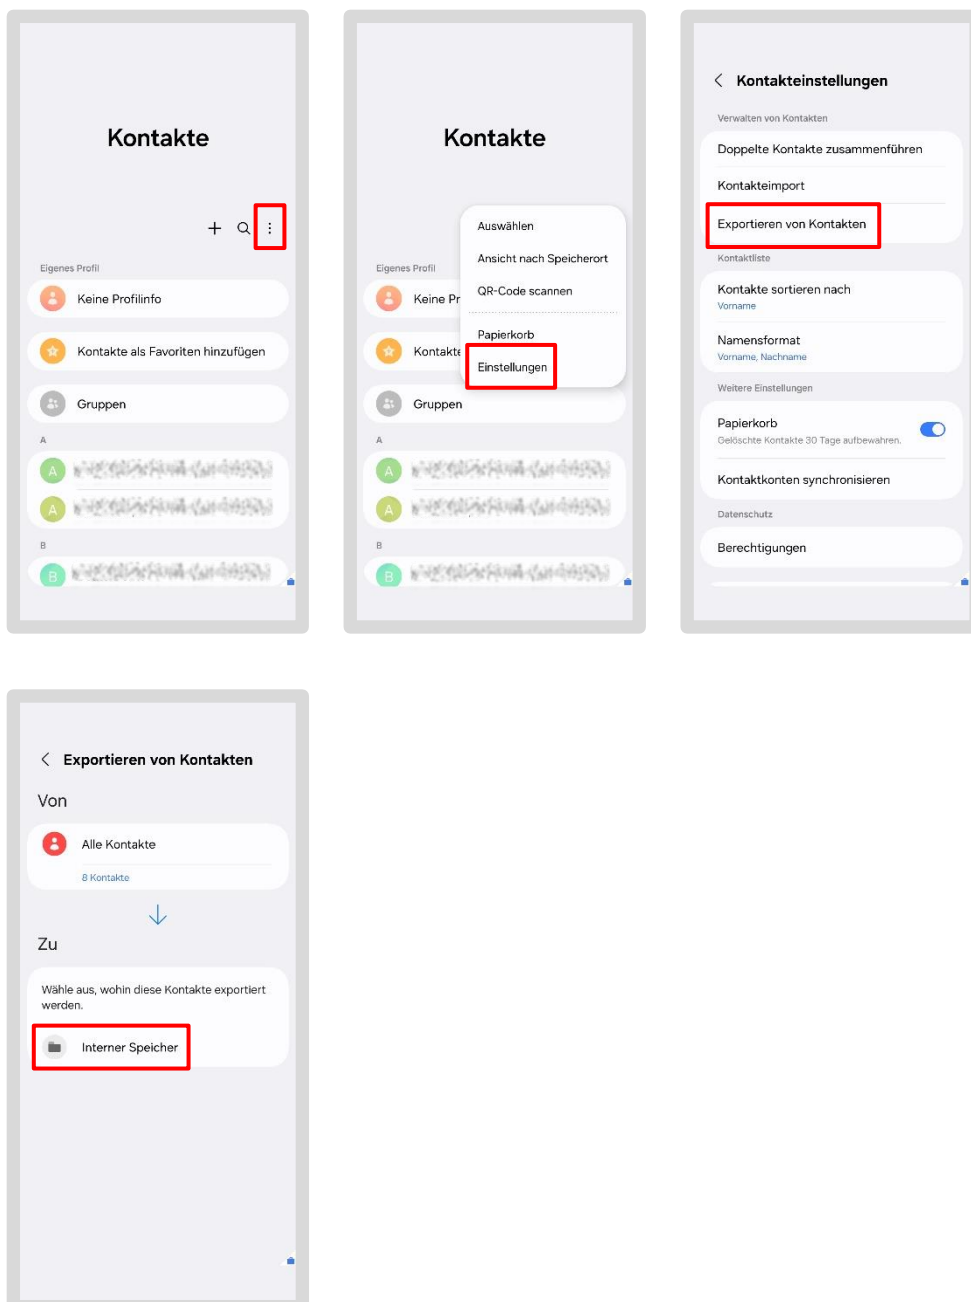 Kontakte
Eigenes Profil
Keine Profilinfo
Kontakte als Favoriten hinzufügen
Gruppen
A
A
A
B
B
Kontakte
Auswählen
Ansicht nach Speicherort
QR-Code scannen
Papierkorb
Einstellungen
Eigenes Profil
Keine Pr
Kontakte
Gruppen
A
A
A
B
B
Kontakteinstellungen
Verwalten von Kontakten
Doppelte Kontakte zusammenführen
Kontakteimport
Exportieren von Kontakten
Kontaktliste
Kontakte sortieren nach
Vorname
Namensformat
Vorname, Nachname
Weitere Einstellungen
Papierkorb
Gelöschte Kontakte 30 Tage aufbewahren.
Kontaktkonten synchronisieren
Datenschutz
Berechtigungen
Exportieren von Kontakten
Von
Alle Kontakte
8 Kontakte
Zu
Wähle aus, wohin diese Kontakte exportiert
werden.
Interner Speicher